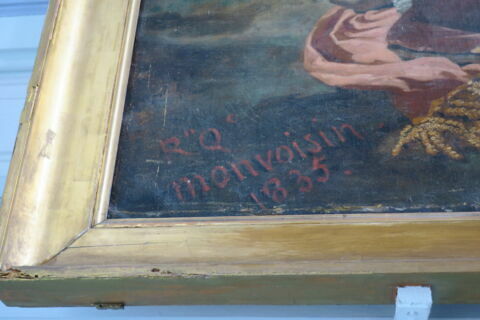 R" Q"
monvoisin
1835.